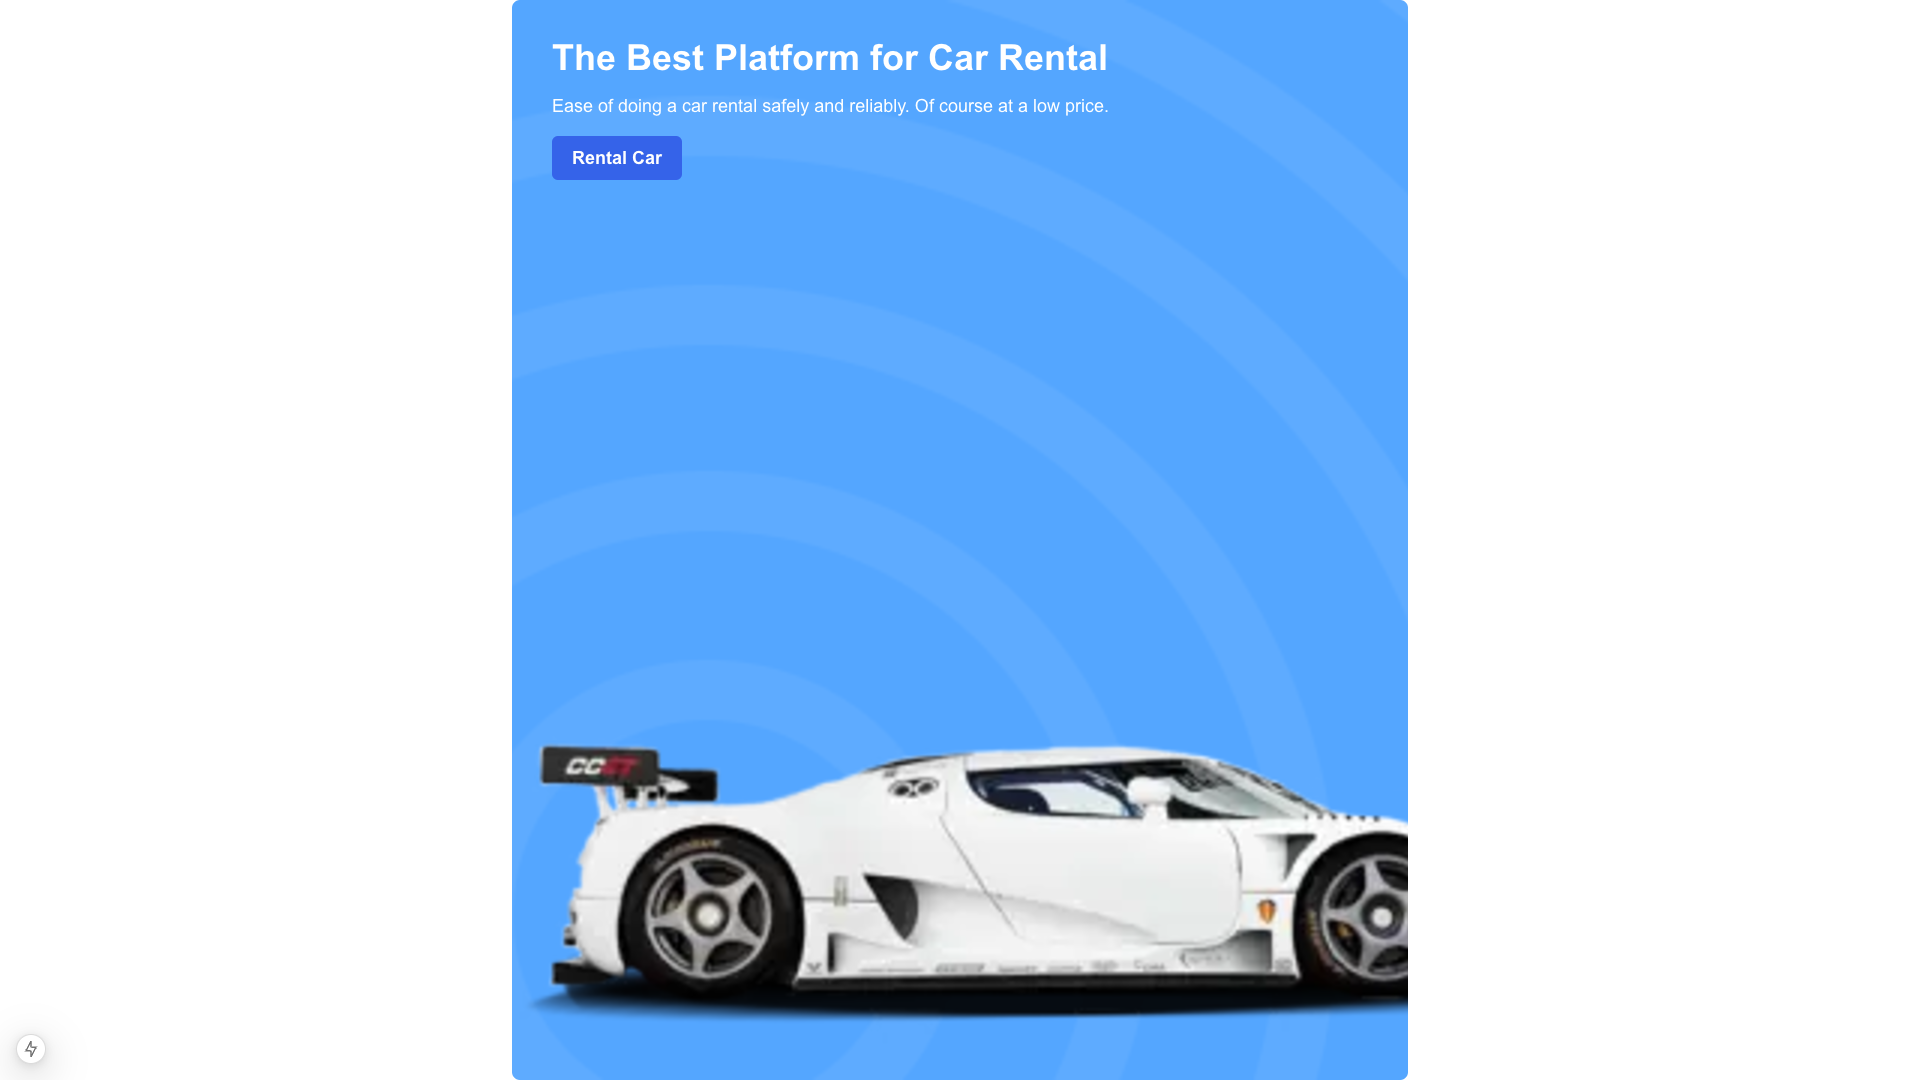 The Best Platform for Car Rental
Ease of doing a car rental safely and reliably. Of course at a low price.
Rental Car
CCGT